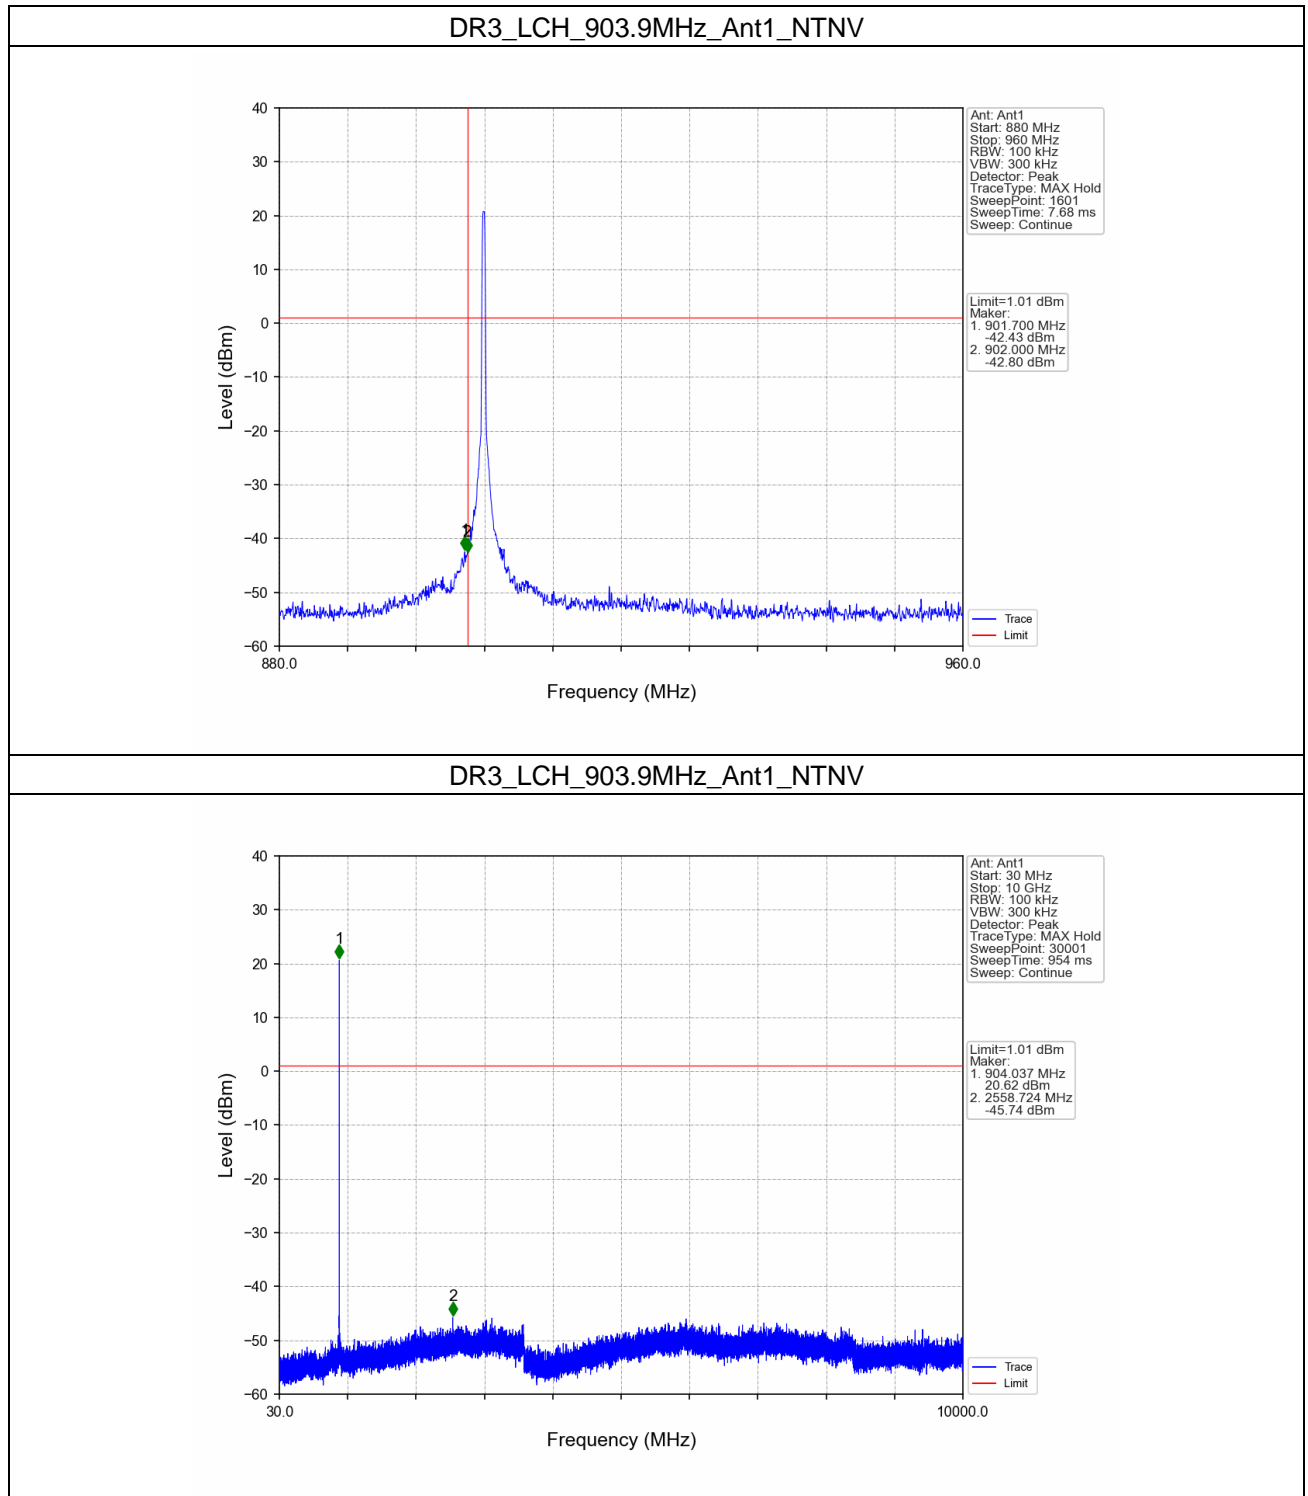 DR3_LCH_903.9MHz_Ant1_NTNV
40
30
20
10
0
−10
−20
−30
−40
−50
−60
Level (dBm)
880.0
960.0
Frequency (MHz)
2
Ant: Ant1
Start: 880 MHz
Stop: 960 MHz
RBW: 100 kHz
VBW: 300 kHz
Detector: Peak
TraceType: MAX Hold
SweepPoint: 1601
SweepTime: 7.68 ms
Sweep: Continue
Limit=1.01 dBm
Maker:
1. 901.700 MHz
-42.43 dBm
2. 902.000 MHz
-42.80 dBm
Trace
Limit
DR3_LCH_903.9MHz_Ant1_NTNV
40
30
20
10
0
−10
−20
−30
−40
−50
−60
Level (dBm)
30.0
10000.0
Frequency (MHz)
1
2
Ant: Ant1
Start: 30 MHz
Stop: 10 GHz
RBW: 100 kHz
VBW: 300 kHz
Detector: Peak
TraceType: MAX Hold
SweepPoint: 30001
SweepTime: 954 ms
Sweep: Continue
Limit=1.01 dBm
Maker:
1. 904.037 MHz
20.62 dBm
2. 2558.724 MHz
-45.74 dBm
Trace
Limit